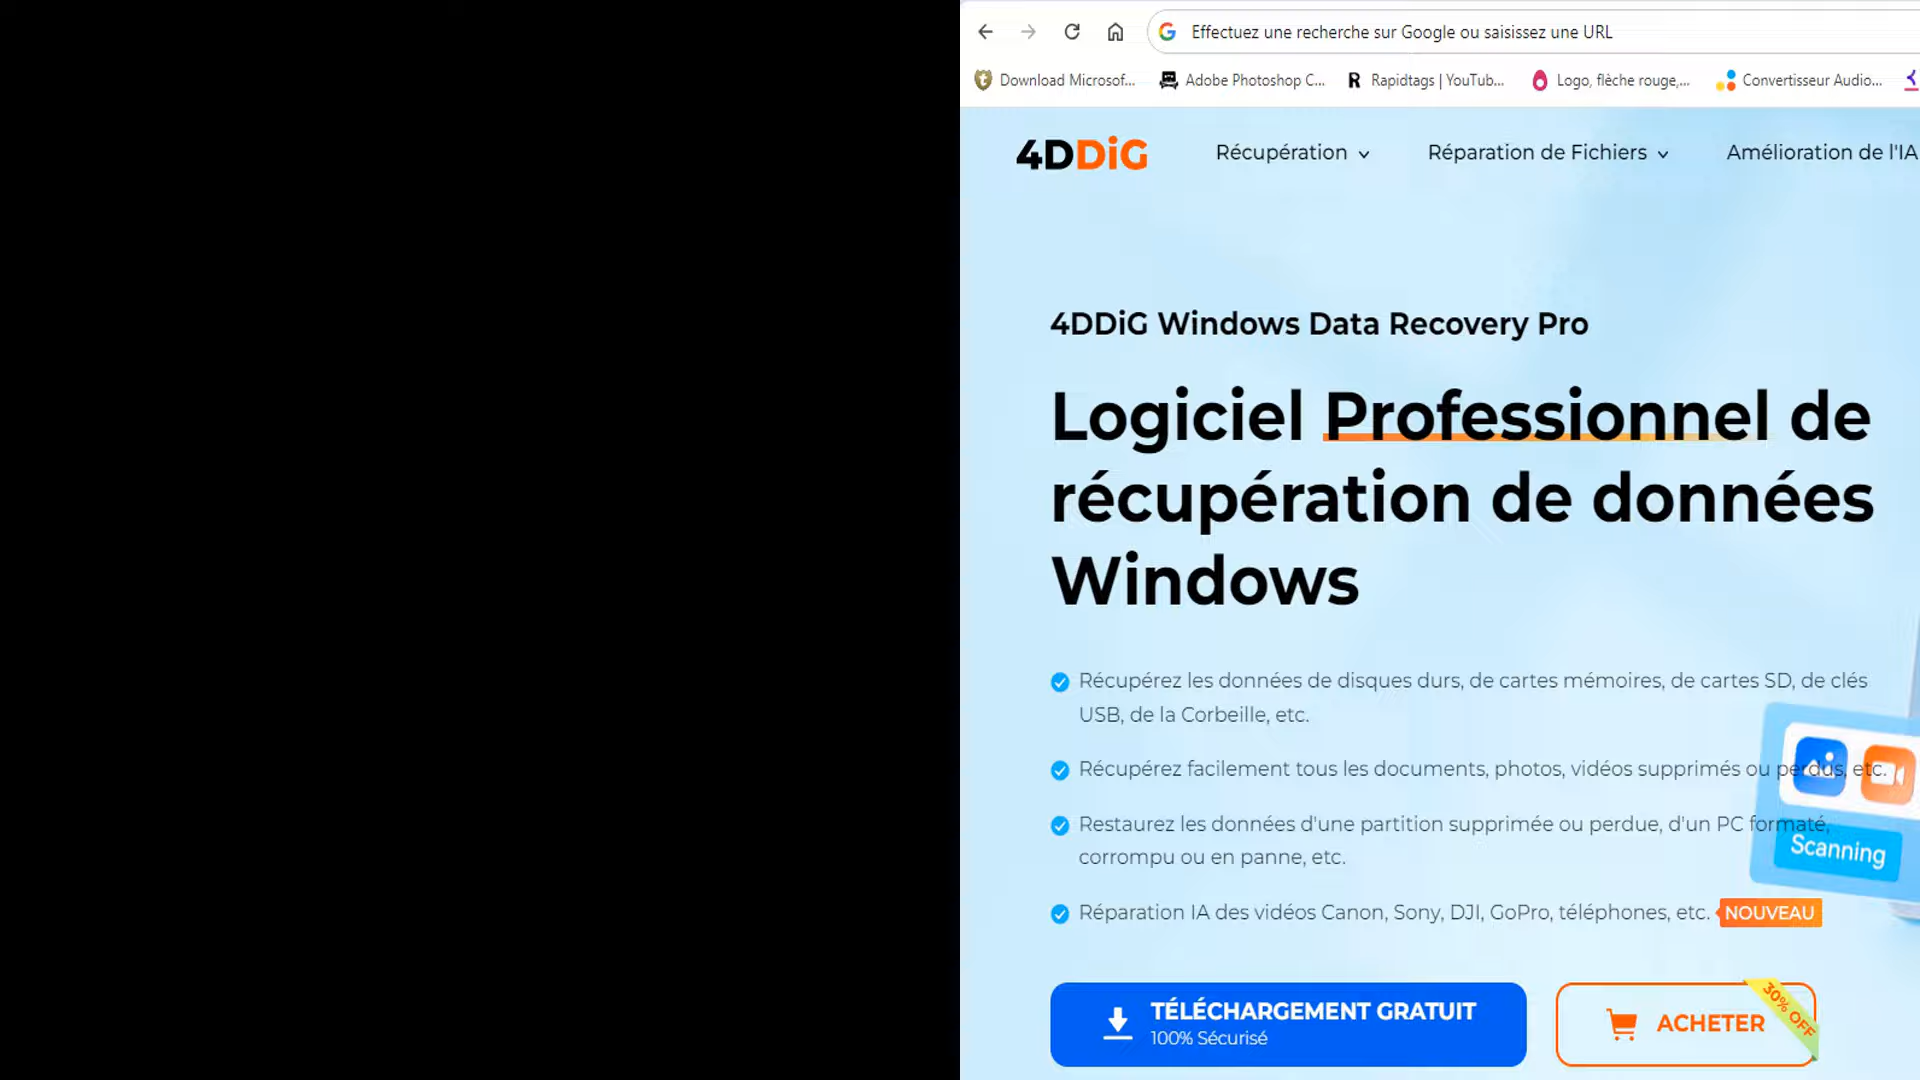 Effectuez une recherche sur Google ou saisissez une URL
Download Microsof... Adobe Photoshop C... Rapidtags | YouTub... Logo, flèche rouge,... Convertisseur Audio...
4DDiG Récupération Réparation de Fichiers Amélioration de l'IA
4DDiG Windows Data Recovery Pro
Logiciel Professionnel de
récupération de données
Windows
Récupérez les données de disques durs, de cartes mémoires, de cartes SD, de clés
USB, de la Corbeille, etc.
Récupérez facilement tous les documents, photos, vidéos supprimés ou perdus, etc.
Restaurez les données d'une partition supprimée ou perdue, d'un PC formaté,
corrompu ou en panne, etc.
Scanning
Réparation IA des vidéos Canon, Sony, DJI, GoPro, téléphones, etc. NOUVEAU
TÉLÉCHARGEMENT GRATUIT
100% Sécurisé
ACHETER
30% OFF